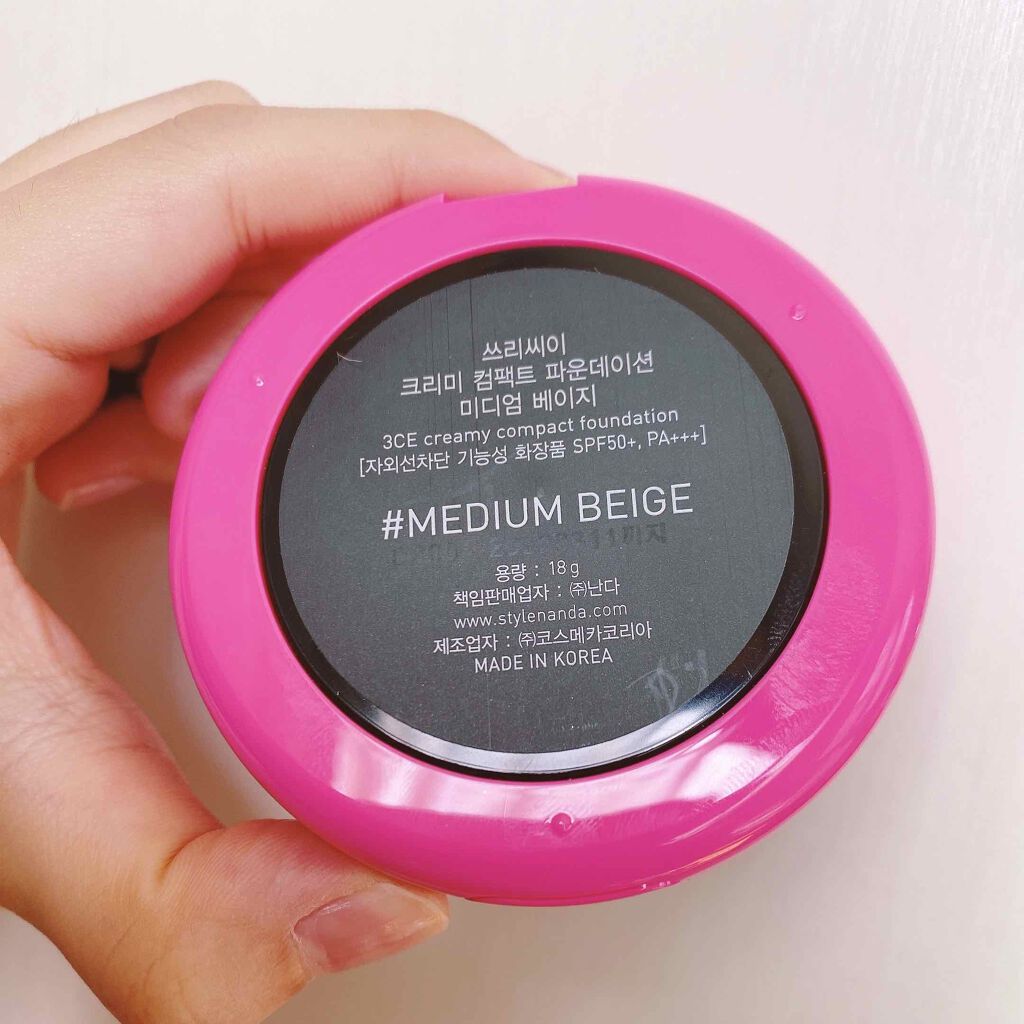 쓰리씨이
크리미 컴팩트 파운데이션
미디엄 베이지
3CE creamy compact foundation
[자외선차단 기능성 화장품 SPF50+, PA+++]
#MEDIUM BEIGE
용량 : 18g
책임판매업자 : ㈜난다
www.stylenanda.com
제조업자 : ㈜코스메카코리아
MADE IN KOREA